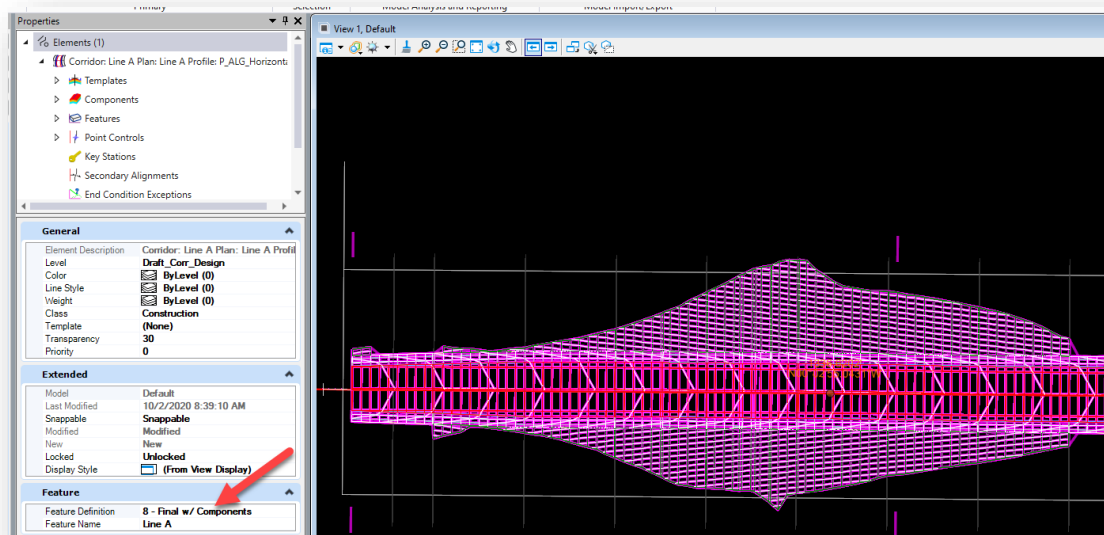 Primary Selection Model Analysis and Reporting Model Import/Export
Properties
View 1, Default
Elements (1)
Corridor: Line A Plan: Line A Profile: P_ALG_Horizonta
Templates
Components
Features
Point Controls
Key Stations
Secondary Alignments
End Condition Exceptions
General
Element Description Corridor: Line A Plan: Line A Profil
Level Draft_Corr_Design
Color ByLevel (0)
Line Style ByLevel (0)
Weight ByLevel (0)
Class Construction
Template (None)
Transparency 30
Priority 0
Extended
Model Default
Last Modified 10/2/2020 8:39:10 AM
Snappable Snappable
Modified Modified
New New
Locked Unlocked
Display Style (From View Display)
Feature
Feature Definition 8 - Final w/ Components
Feature Name Line A